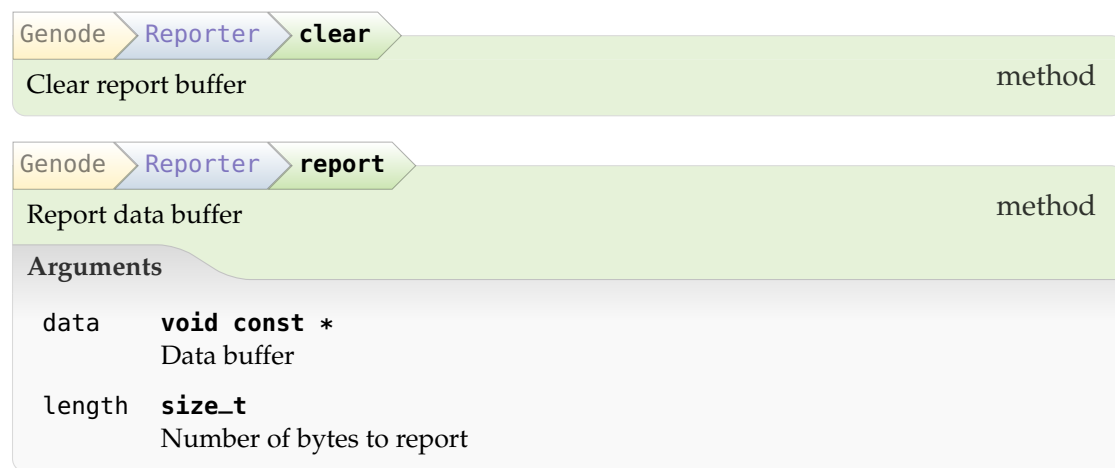 Genode Reporter clear
Clear report buffer method
Genode Reporter report
Report data buffer method
Arguments
data void const *
Data buffer
length size_t
Number of bytes to report